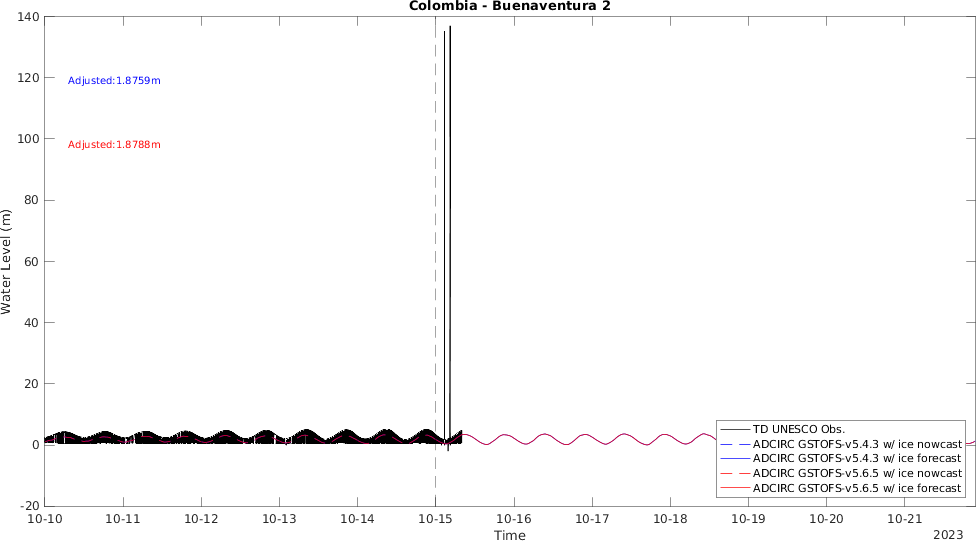 Colombia - Buenaventura 2
140
120
100
80
60
40
20
0
-20
Water Level (m)
Adjusted:1.8759m
Adjusted:1.8788m
TD UNESCO Obs.
ADCIRC GSTOFS-v5.4.3 w/ ice nowcast
ADCIRC GSTOFS-v5.4.3 w/ ice forecast
ADCIRC GSTOFS-v5.6.5 w/ ice nowcast
ADCIRC GSTOFS-v5.6.5 w/ ice forecast
10-10 10-11 10-12 10-13 10-14 10-15 10-16 10-17 10-18 10-19 10-20 10-21
Time
2023